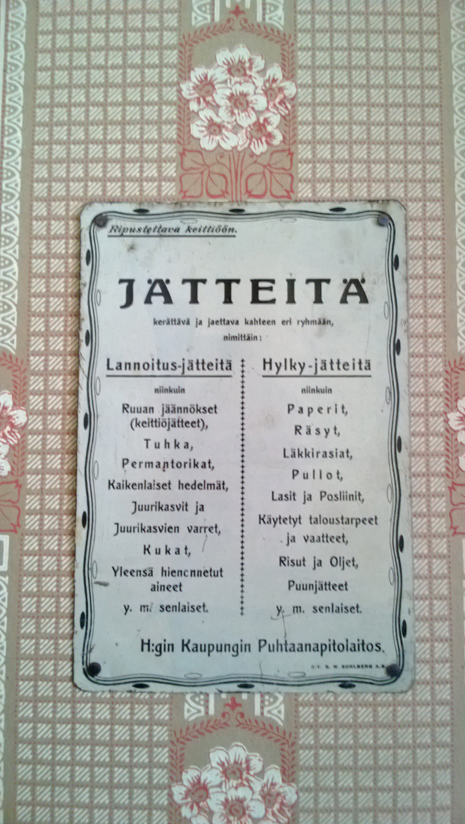 Ripustettava keittiöön.
JÄTTEITÄ
kerättävä ja jaettava kahteen eri ryhmään,
nimittäin:
Lannoitus-jätteitä
niinkuin
Ruuan jäännökset
(keittiöjätteet),
Tuhka,
Permantorikat,
Kaikenlaiset hedelmät,
Juurikasvit ja
Juurikasvien varret,
Kukat,
Yleensä hienonnetut
aineet
y. m. senlaiset.
Hylky-jätteitä
niinkuin
Paperit,
Räsyt,
Läkkirasiat,
Pullot,
Lasit ja Posliinit,
Käytetyt taloustarpeet
ja vaatteet,
Risut ja Oljet,
Puunjätteet
y. m. senlaiset.
H:gin Kaupungin Puhtaanapitolaitos.
O.Y. G. W. SOHLBERG A.B.